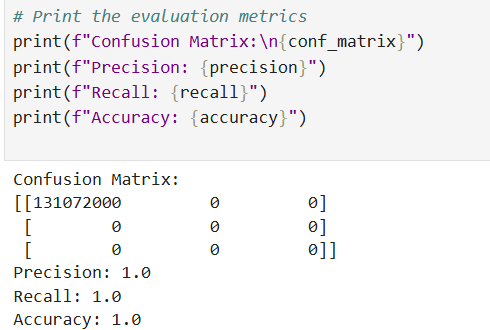 # Print the evaluation metrics
print(f"Confusion Matrix:\n{conf_matrix}")
print(f"Precision: {precision}")
print(f"Recall: {recall}")
print(f"Accuracy: {accuracy}")
Confusion Matrix:
[[131072000         0         0]
 [        0         0         0]
 [        0         0         0]]
Precision: 1.0
Recall: 1.0
Accuracy: 1.0